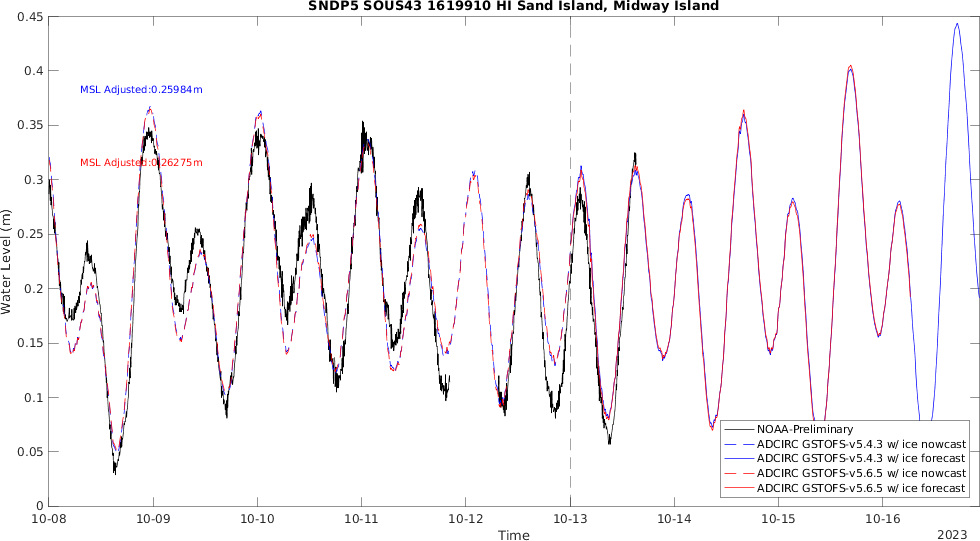 SNDP5 SOUS43 1619910 HI Sand Island, Midway Island
0.45
0.4
0.35
0.3
0.25
0.2
0.15
0.1
0.05
0
Water Level (m)
MSL Adjusted:0.25984m
MSL Adjusted:0.26275m
NOAA-Preliminary
ADCIRC GSTOFS-v5.4.3 w/ ice nowcast
ADCIRC GSTOFS-v5.4.3 w/ ice forecast
ADCIRC GSTOFS-v5.6.5 w/ ice nowcast
ADCIRC GSTOFS-v5.6.5 w/ ice forecast
10-08 10-09 10-10 10-11 10-12 10-13 10-14 10-15 10-16
Time
2023